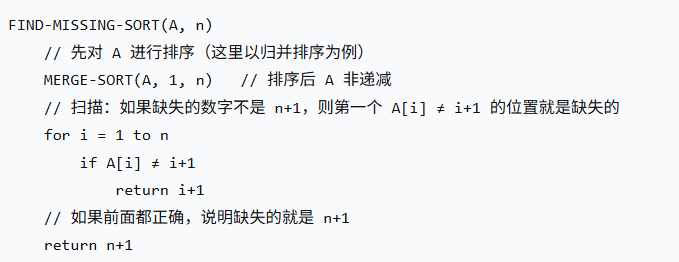 FIND-MISSING-SORT(A, n)
    // 先对 A 进行排序（这里以归并排序为例）
    MERGE-SORT(A, 1, n)   // 排序后 A 非递减
    // 扫描：如果缺失的数字不是 n+1，则第一个 A[i] ≠ i+1 的位置就是缺失的
    for i = 1 to n
        if A[i] ≠ i+1
            return i+1
    // 如果前面都正确，说明缺失的就是 n+1
    return n+1